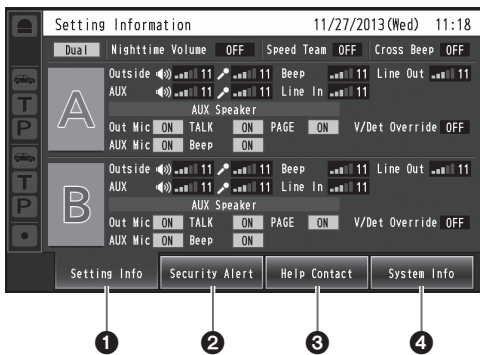 Setting Information 11/27/2013(Wed) 11:18
Dual Nighttime Volume OFF Speed Team OFF Cross Beep OFF
A
Outside 11 11 Beep 11 Line Out 11
AUX 11 11 Line In 11
AUX Speaker
Out Mic ON TALK ON PAGE ON V/Det Override OFF
AUX Mic ON Beep ON
B
Outside 11 11 Beep 11 Line Out 11
AUX 11 11 Line In 11
AUX Speaker
Out Mic ON TALK ON PAGE ON V/Det Override OFF
AUX Mic ON Beep ON
T
P
T
P
Setting Info Security Alert Help Contact System Info
❶ ❷ ❸ ❹